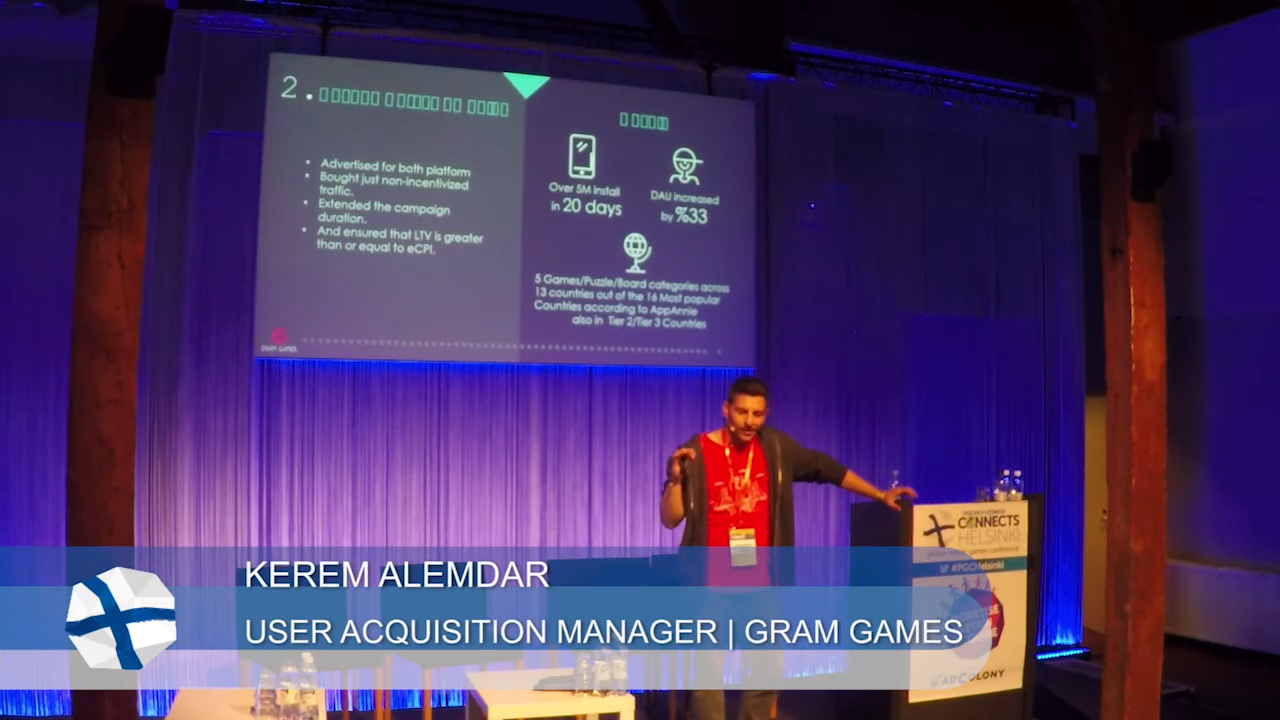 2.
Advertised for both platform
Bought just non-incentivized
traffic.
Extended the campaign
duration.
And ensured that LTV is greater
than or equal to eCPI.
Over 5M install
in 20 days
DAU increased
by %33
5 Games/Puzzle/Board categories across
13 countries out of the 16 Most popular
Countries according to AppAnnie
also in Tier 2/Tier 3 Countries
GRAM GAMES
CONNECTS
HELSINKI
#PGCHelsinki
ADCOLONY
KEREM ALEMDAR
USER ACQUISITION MANAGER | GRAM GAMES